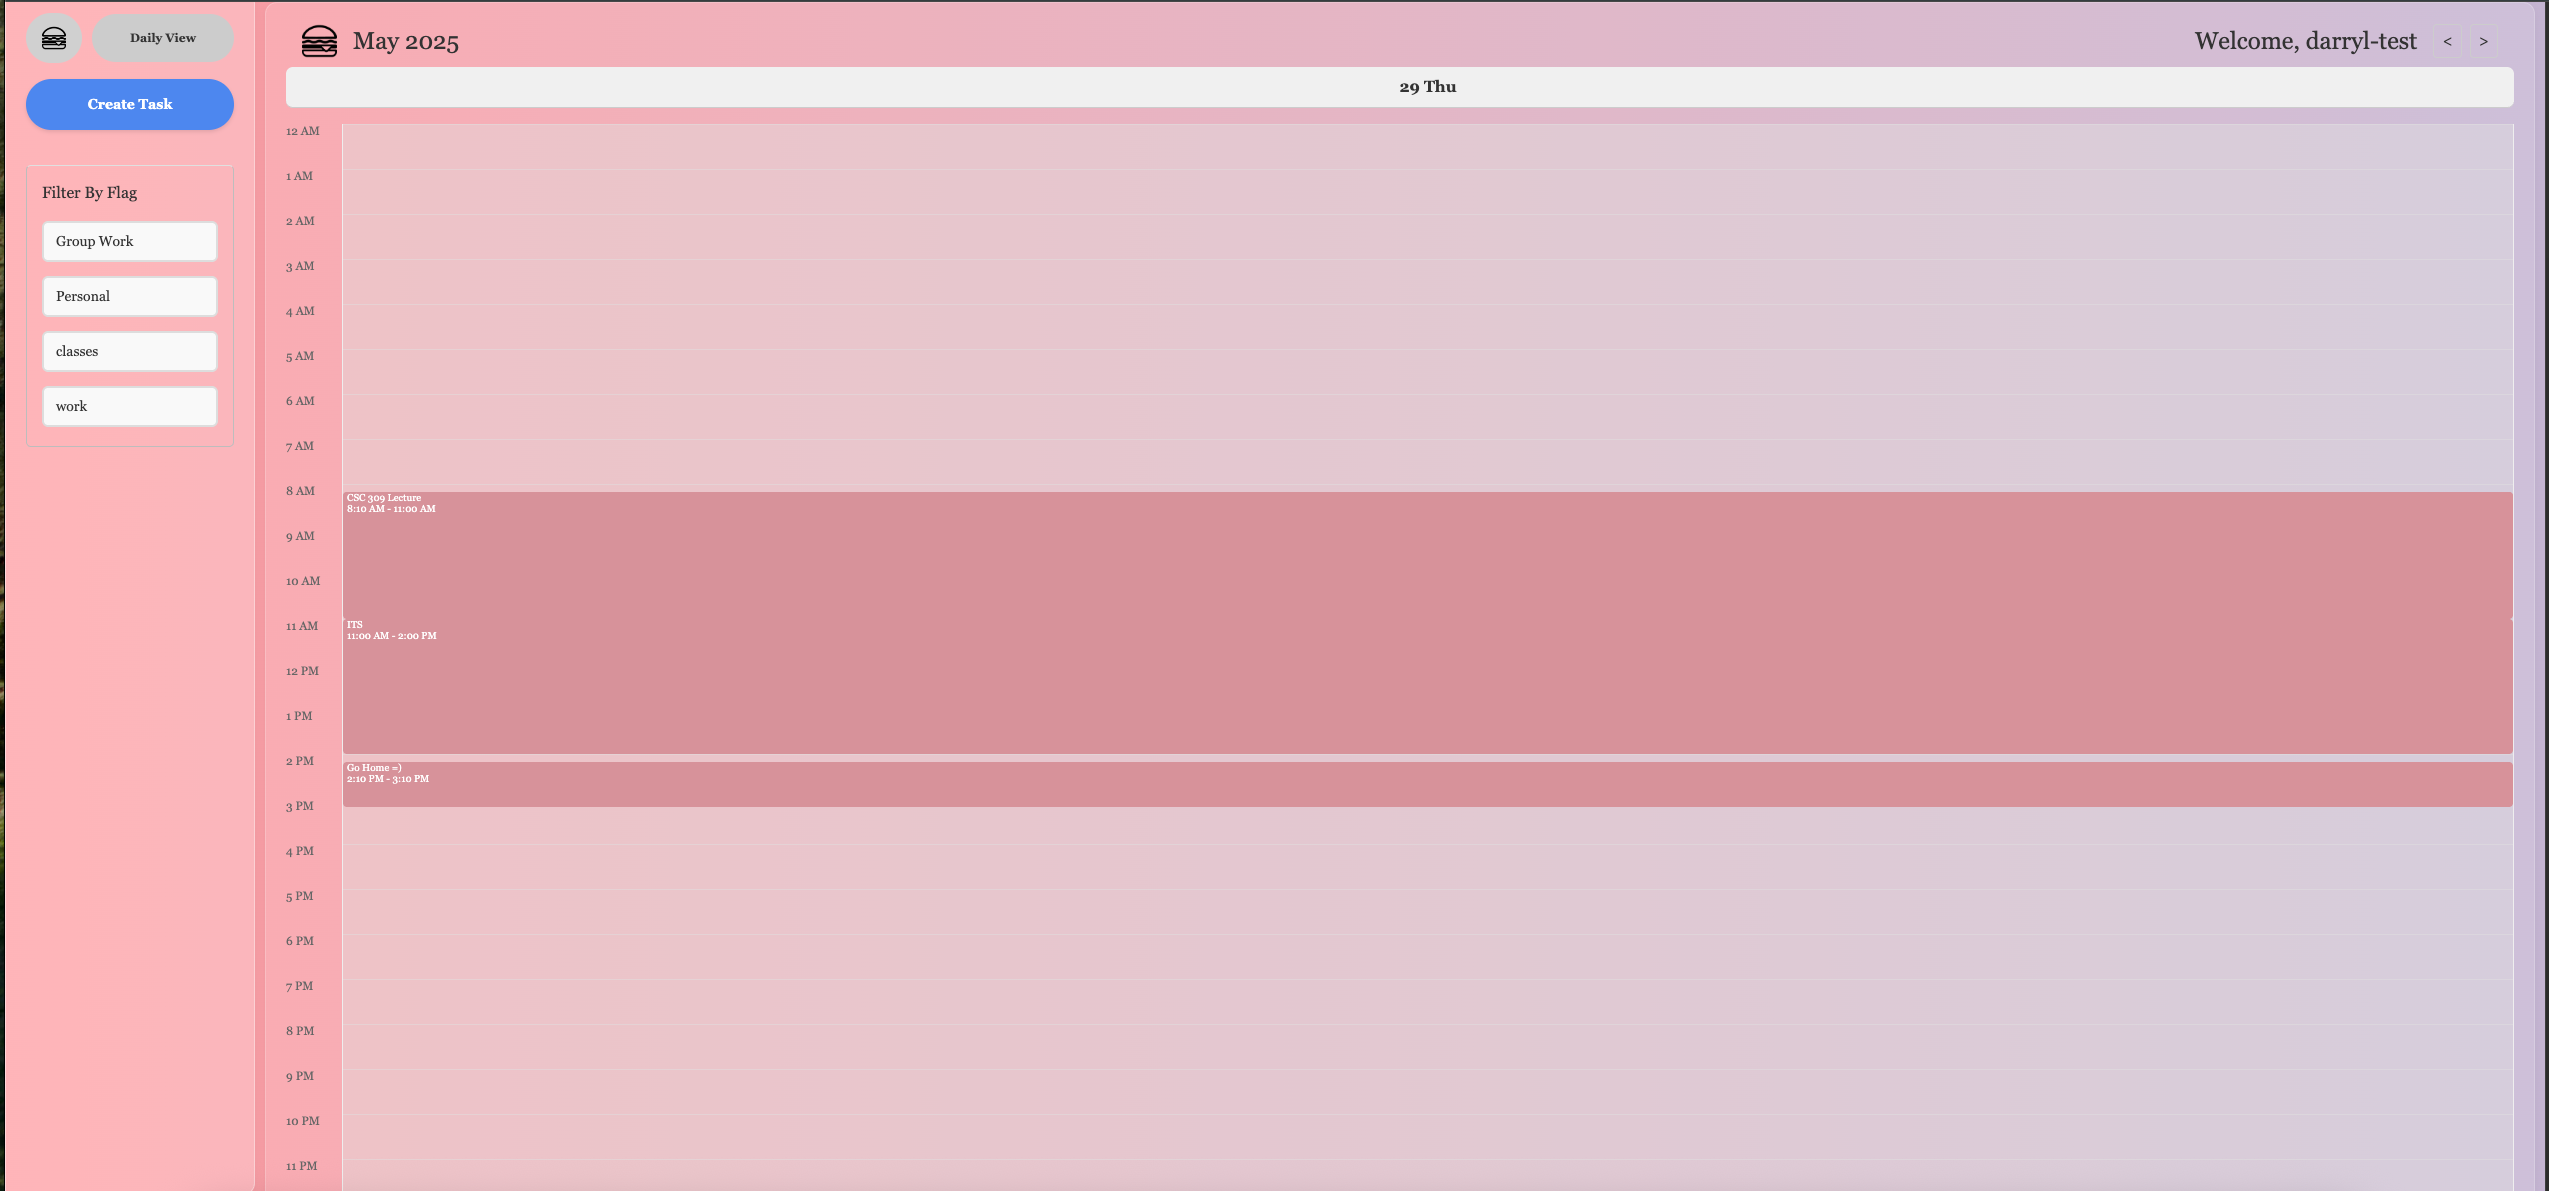 Daily View
Create Task
Filter By Flag
Group Work
Personal
classes
work
May 2025
Welcome, darryl-test
<
>
29 Thu
12 AM
1 AM
2 AM
3 AM
4 AM
5 AM
6 AM
7 AM
8 AM
CSC 309 Lecture
8:10 AM - 11:00 AM
9 AM
10 AM
11 AM
ITS
11:00 AM - 2:00 PM
12 PM
1 PM
2 PM
Go Home =)
2:10 PM - 3:10 PM
3 PM
4 PM
5 PM
6 PM
7 PM
8 PM
9 PM
10 PM
11 PM